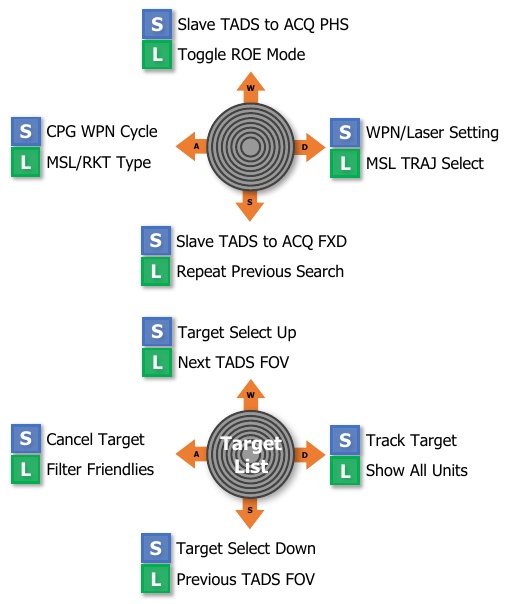 S Slave TADS to ACQ PHS
L Toggle ROE Mode
W
S CPG WPN Cycle
L MSL/RKT Type
A
D
S WPN/Laser Setting
L MSL TRAJ Select
S
S Slave TADS to ACQ FXD
L Repeat Previous Search
S Target Select Up
L Next TADS FOV
W
S Cancel Target
L Filter Friendlies
A
Target
List
D
S Track Target
L Show All Units
S
S Target Select Down
L Previous TADS FOV